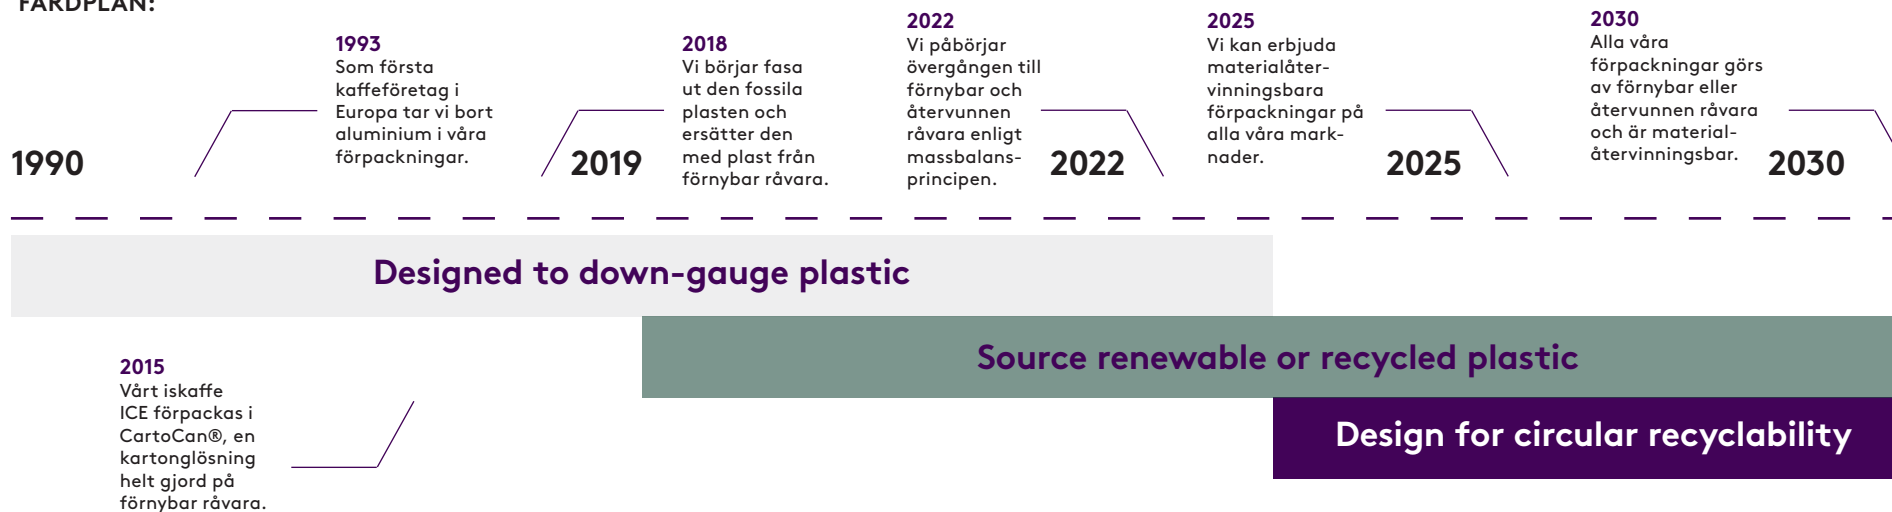 FÄRDPLAN:
1993
Som första
kaffeföretag i
Europa tar vi bort
aluminium i våra
förpackningar.
2018
Vi börjar fasa
ut den fossila
plasten och
ersätter den
med plast från
förnybar råvara.
2022
Vi påbörjar
övergången till
förnybar och
återvunnen
råvara enligt
massbalans-
principen.
2025
Vi kan erbjuda
materialåter-
vinningsbara
förpackningar på
alla våra mark-
nader.
2030
Alla våra
förpackningar görs
av förnybar eller
återvunnen råvara
och är material-
återvinningsbar.
1990
2019
2022
2025
2030
Designed to down-gauge plastic
Source renewable or recycled plastic
Design for circular recyclability
2015
Vårt iskaffe
ICE förpackas i
CartoCan®, en
kartonglösning
helt gjord på
förnybar råvara.